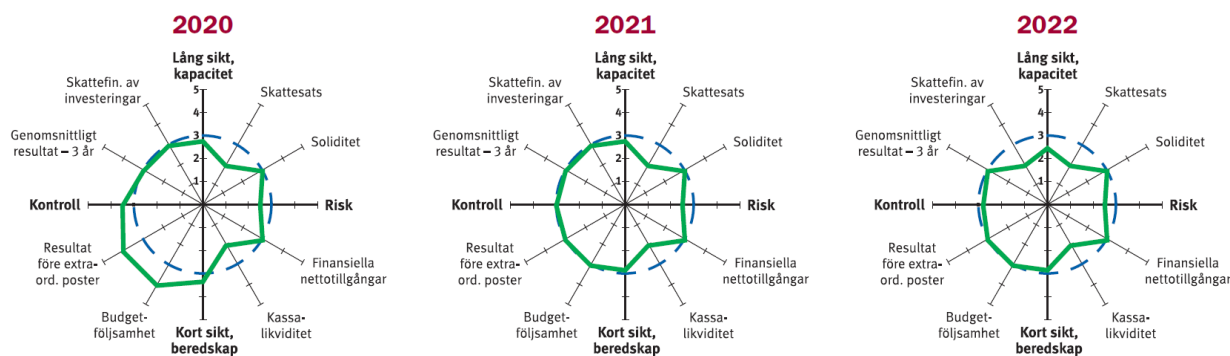 2020
Lång sikt,
kapacitet
Skattefin. av
investeringar
Skattesats
Genomsnittligt
resultat – 3 år
Soliditet
5
4
3
2
1
Kontroll
Risk
Resultat
före extra-
ord. poster
Finansiella
nettotillgångar
Budget-
följsamhet
Kassa-
likviditet
Kort sikt,
beredskap
2021
Lång sikt,
kapacitet
Skattefin. av
investeringar
Skattesats
Genomsnittligt
resultat – 3 år
Soliditet
5
4
3
2
1
Kontroll
Risk
Resultat
före extra-
ord. poster
Finansiella
nettotillgångar
Budget-
följsamhet
Kassa-
likviditet
Kort sikt,
beredskap
2022
Lång sikt,
kapacitet
Skattefin. av
investeringar
Skattesats
Genomsnittligt
resultat – 3 år
Soliditet
5
4
3
2
1
Kontroll
Risk
Resultat
före extra-
ord. poster
Finansiella
nettotillgångar
Budget-
följsamhet
Kassa-
likviditet
Kort sikt,
beredskap